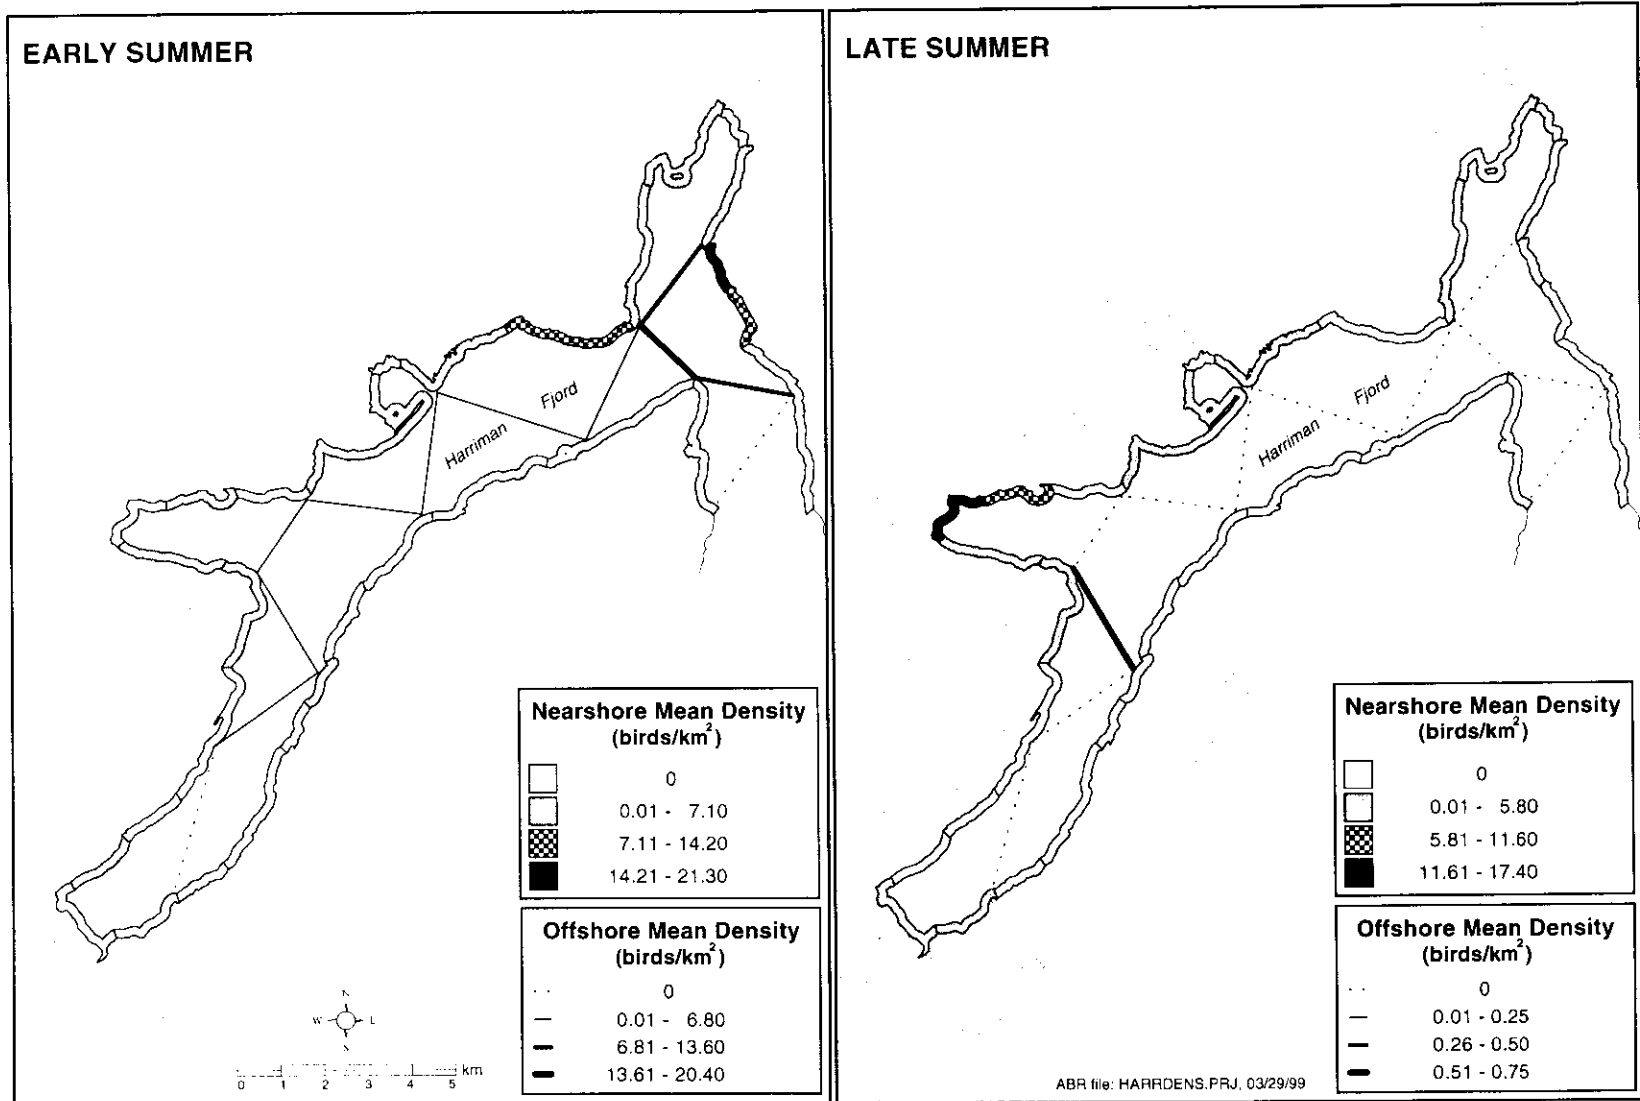 EARLY SUMMER
Fjord
Harriman
Nearshore Mean Density
(birds/km²)
0
0.01 - 7.10
7.11 - 14.20
14.21 - 21.30
Offshore Mean Density
(birds/km²)
0
0.01 - 6.80
6.81 - 13.60
13.61 - 20.40
N
W
S
0 1 2 3 4 5 km
LATE SUMMER
Fjord
Harriman
Nearshore Mean Density
(birds/km²)
0
0.01 - 5.80
5.81 - 11.60
11.61 - 17.40
Offshore Mean Density
(birds/km²)
0
0.01 - 0.25
0.26 - 0.50
0.51 - 0.75
ABR file: HARRDENS.PRJ, 03/29/99